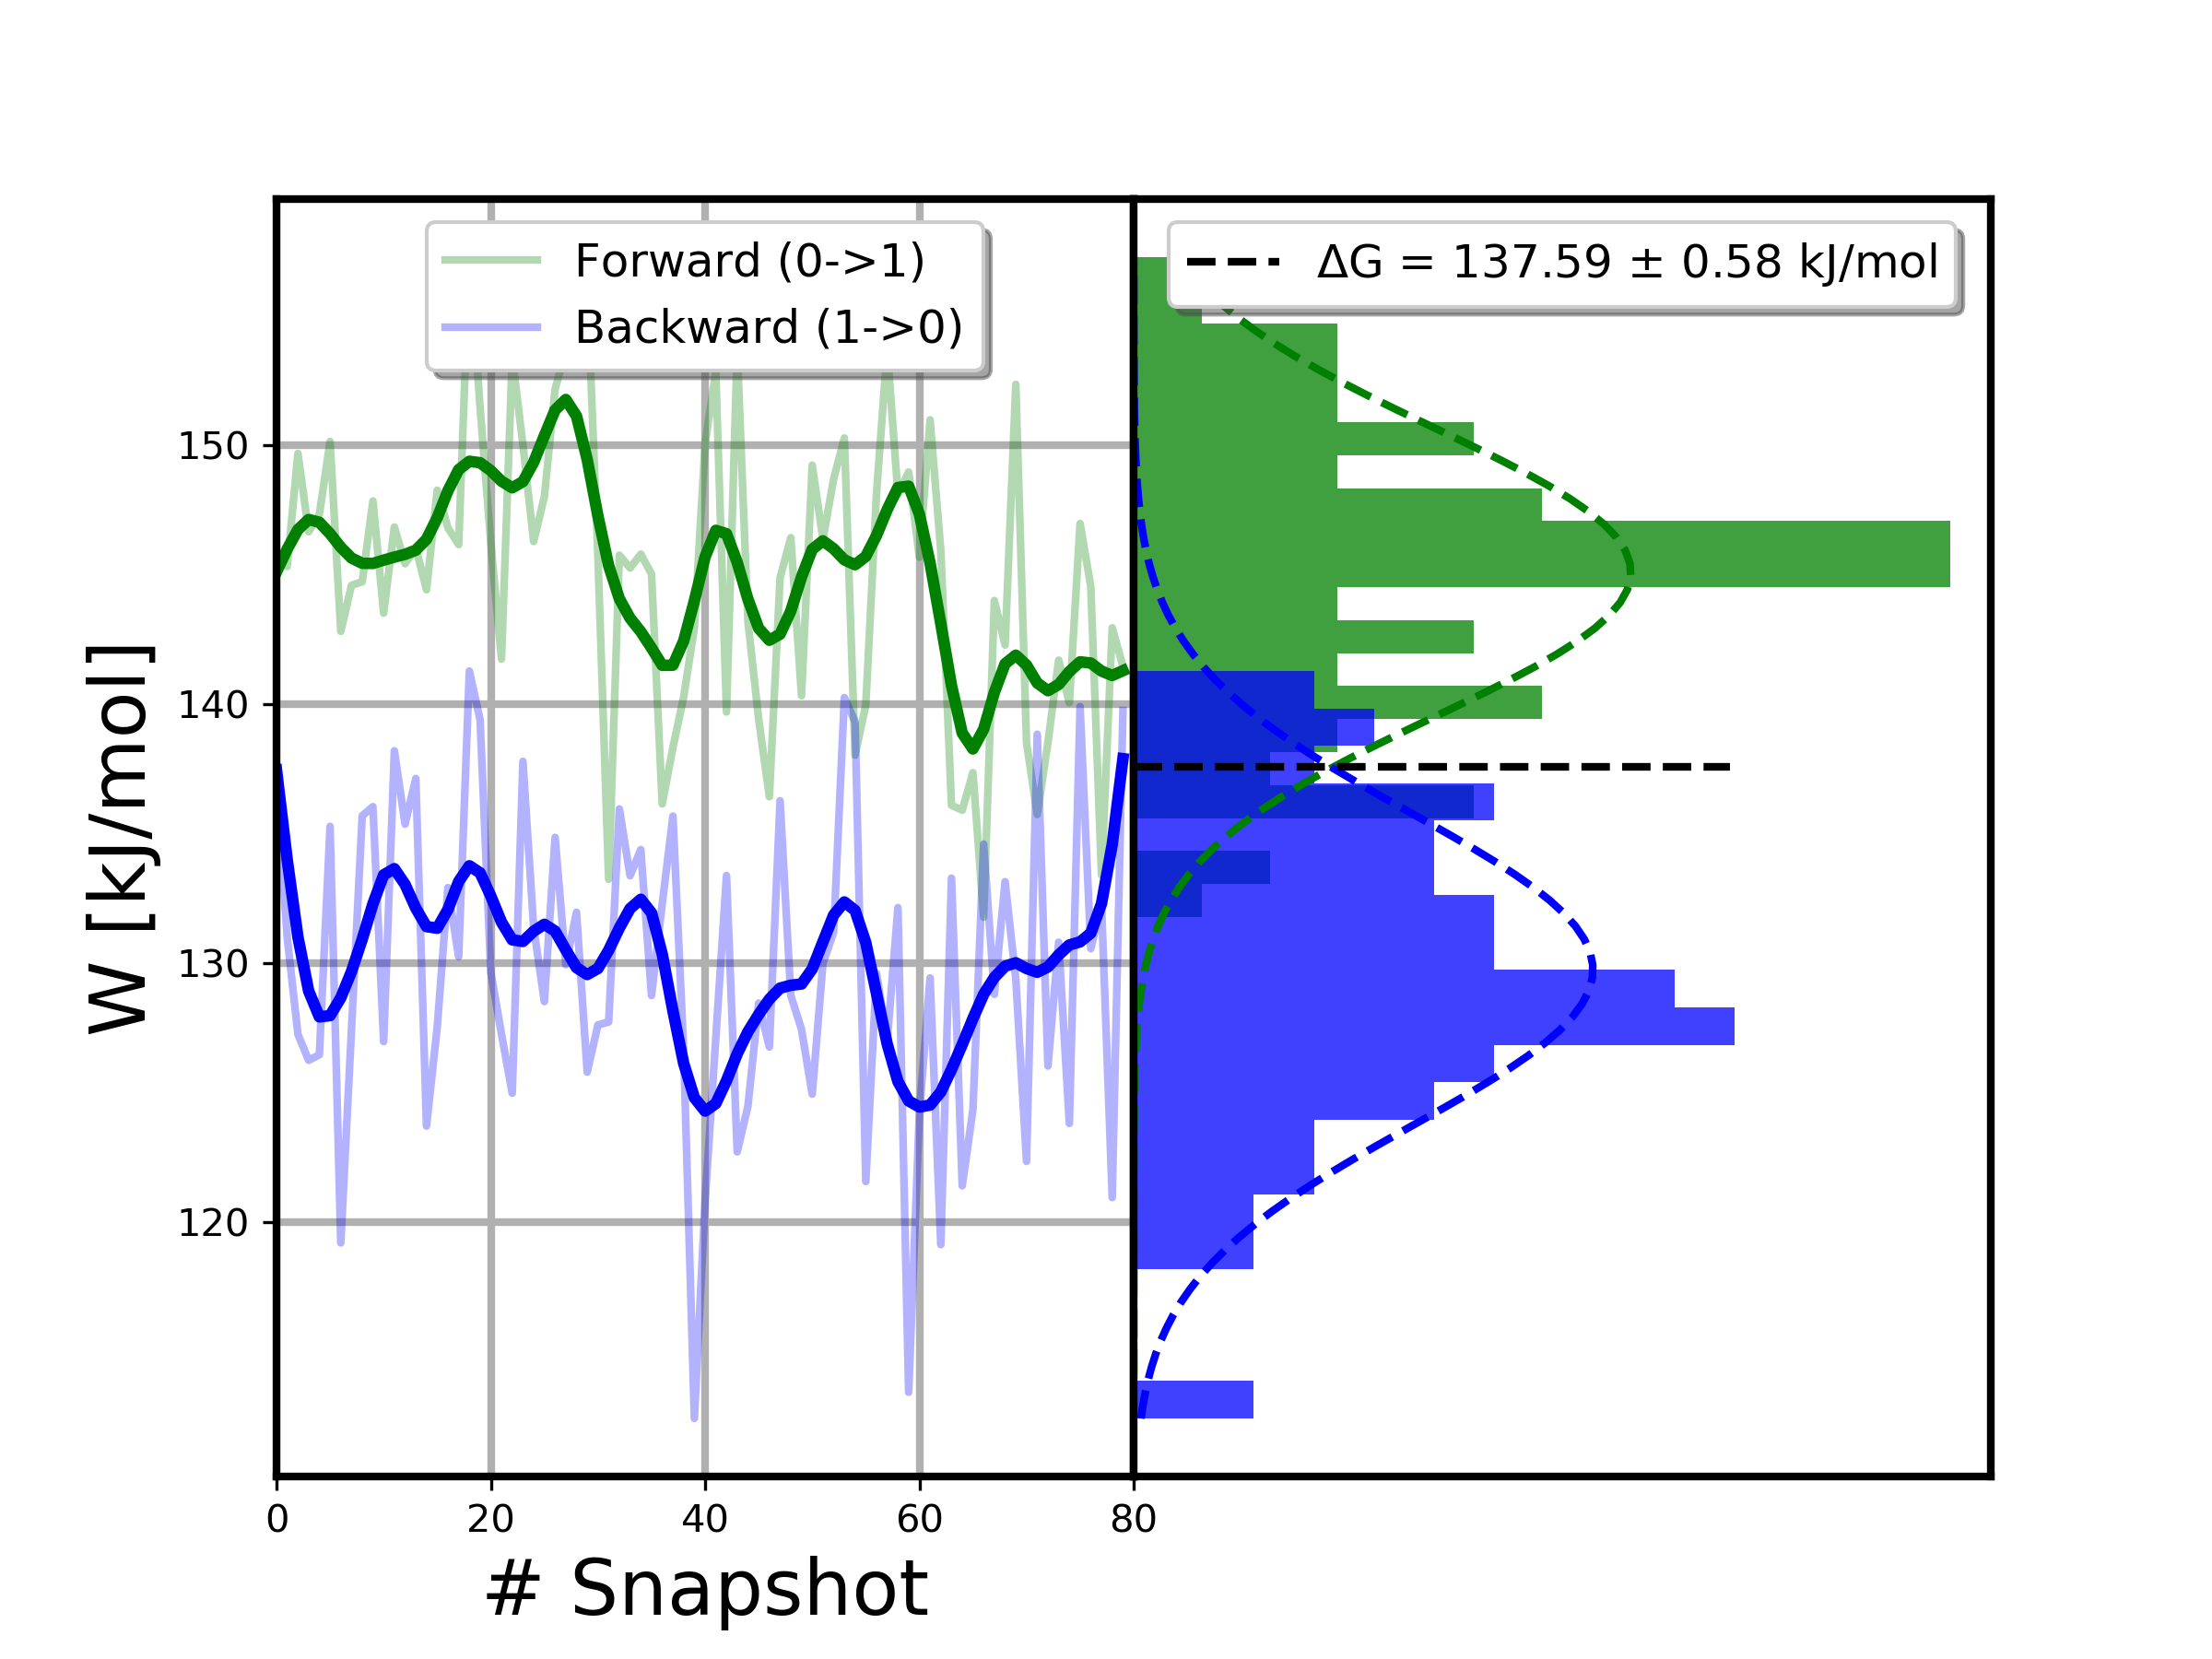 Forward (0->1)
Backward (1->0)
ΔG = 137.59 ± 0.58 kJ/mol
W [kJ/mol]
150
140
130
120
0 20 40 60 80
# Snapshot